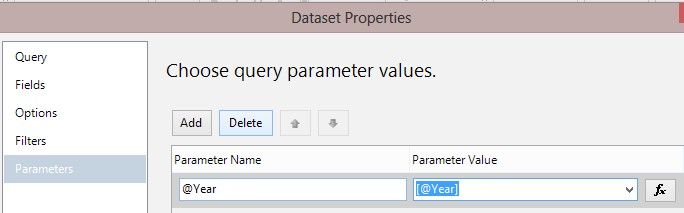 Dataset Properties
Query
Fields
Options
Filters
Parameters
Choose query parameter values.
Add Delete
Parameter Name Parameter Value
@Year [@Year] fx